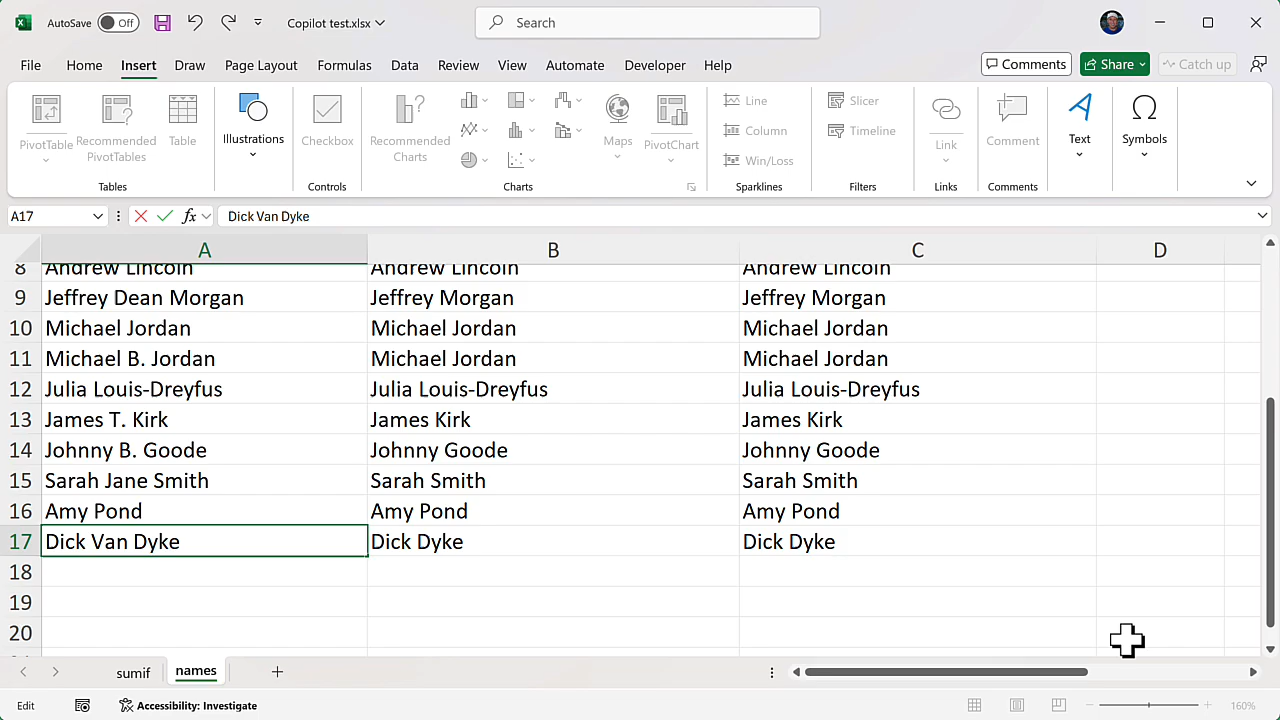 AutoSave Off Copilot test.xlsx Search
File Home Insert Draw Page Layout Formulas Data Review View Automate Developer Help Comments Share Catch up
PivotTable Recommended PivotTables Table Illustrations Checkbox Recommended Charts Maps PivotChart Line Column Win/Loss Slicer Timeline Link Comment Text Symbols
Tables Controls Charts Sparklines Filters Links Comments
A17 fx Dick Van Dyke
A B C D
8 Andrew Lincoln Andrew Lincoln Andrew Lincoln
9 Jeffrey Dean Morgan Jeffrey Morgan Jeffrey Morgan
10 Michael Jordan Michael Jordan Michael Jordan
11 Michael B. Jordan Michael Jordan Michael Jordan
12 Julia Louis-Dreyfus Julia Louis-Dreyfus Julia Louis-Dreyfus
13 James T. Kirk James Kirk James Kirk
14 Johnny B. Goode Johnny Goode Johnny Goode
15 Sarah Jane Smith Sarah Smith Sarah Smith
16 Amy Pond Amy Pond Amy Pond
17 Dick Van Dyke Dick Dyke Dick Dyke
18
19
20
sumif names
Edit Accessibility: Investigate 160%